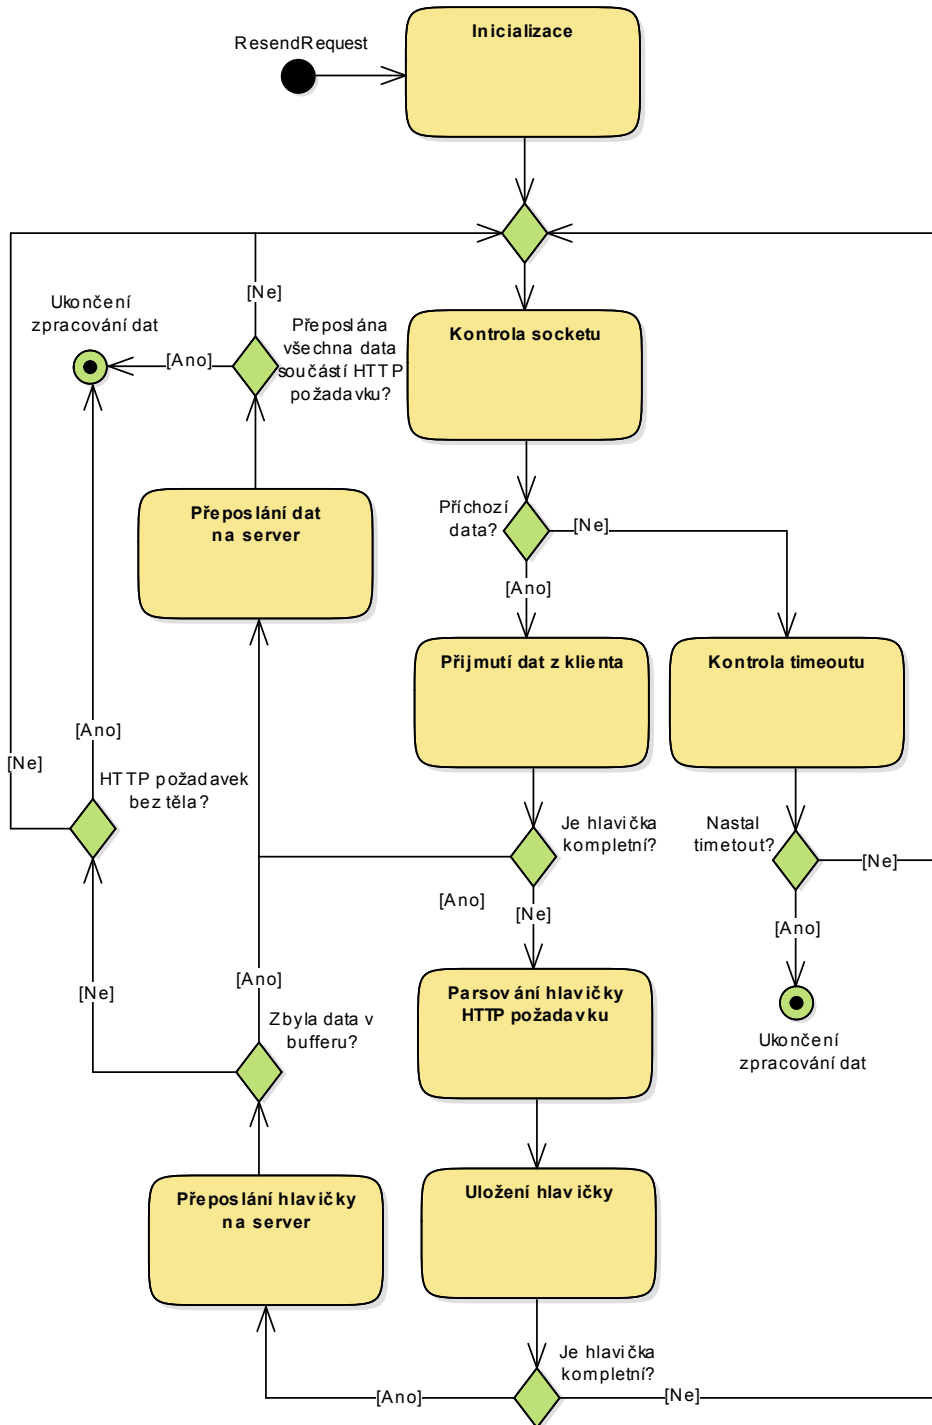 Inicializace
ResendRequest
[Ne]
Ukončení
zpracování dat
Přeposlána
všechna data
součástí HTTP
požadavku?
[Ano]
Kontrola socketu
Přeposlání dat
na server
Příchozí
data?
[Ne]
[Ano]
Přijmutí dat z klienta
Kontrola timeoutu
[Ano]
[Ne]
HTTP požadavek
bez těla?
Je hlavička
kompletní?
Nastal
timetout?
[Ne]
[Ano]
[Ne]
[Ano]
Parsování hlavičky
HTTP požadavku
[Ne]
[Ano]
Zbyla data v
bufferu?
Ukončení
zpracování dat
Přeposlání hlavičky
na server
Uložení hlavičky
Je hlavička
kompletní?
[Ano]
[Ne]